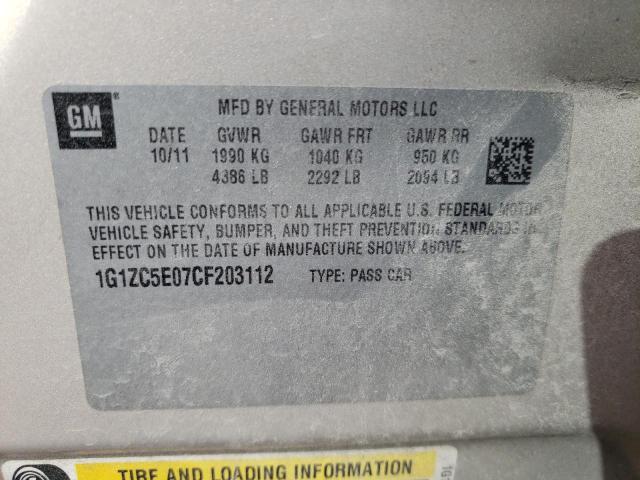 GM
MFD BY GENERAL MOTORS LLC
DATE GVWR GAWR FRT GAWR RR
10/11 1990 KG 1040 KG 950 KG
4386 LB 2292 LB 2094 LB
THIS VEHICLE CONFORMS TO ALL APPLICABLE U.S. FEDERAL MOTOR
VEHICLE SAFETY, BUMPER, AND THEFT PREVENTION STANDARDS IN
EFFECT ON THE DATE OF MANUFACTURE SHOWN ABOVE.
1G1ZC5E07CF203112 TYPE: PASS CAR
TIRE AND LOADING INFORMATION